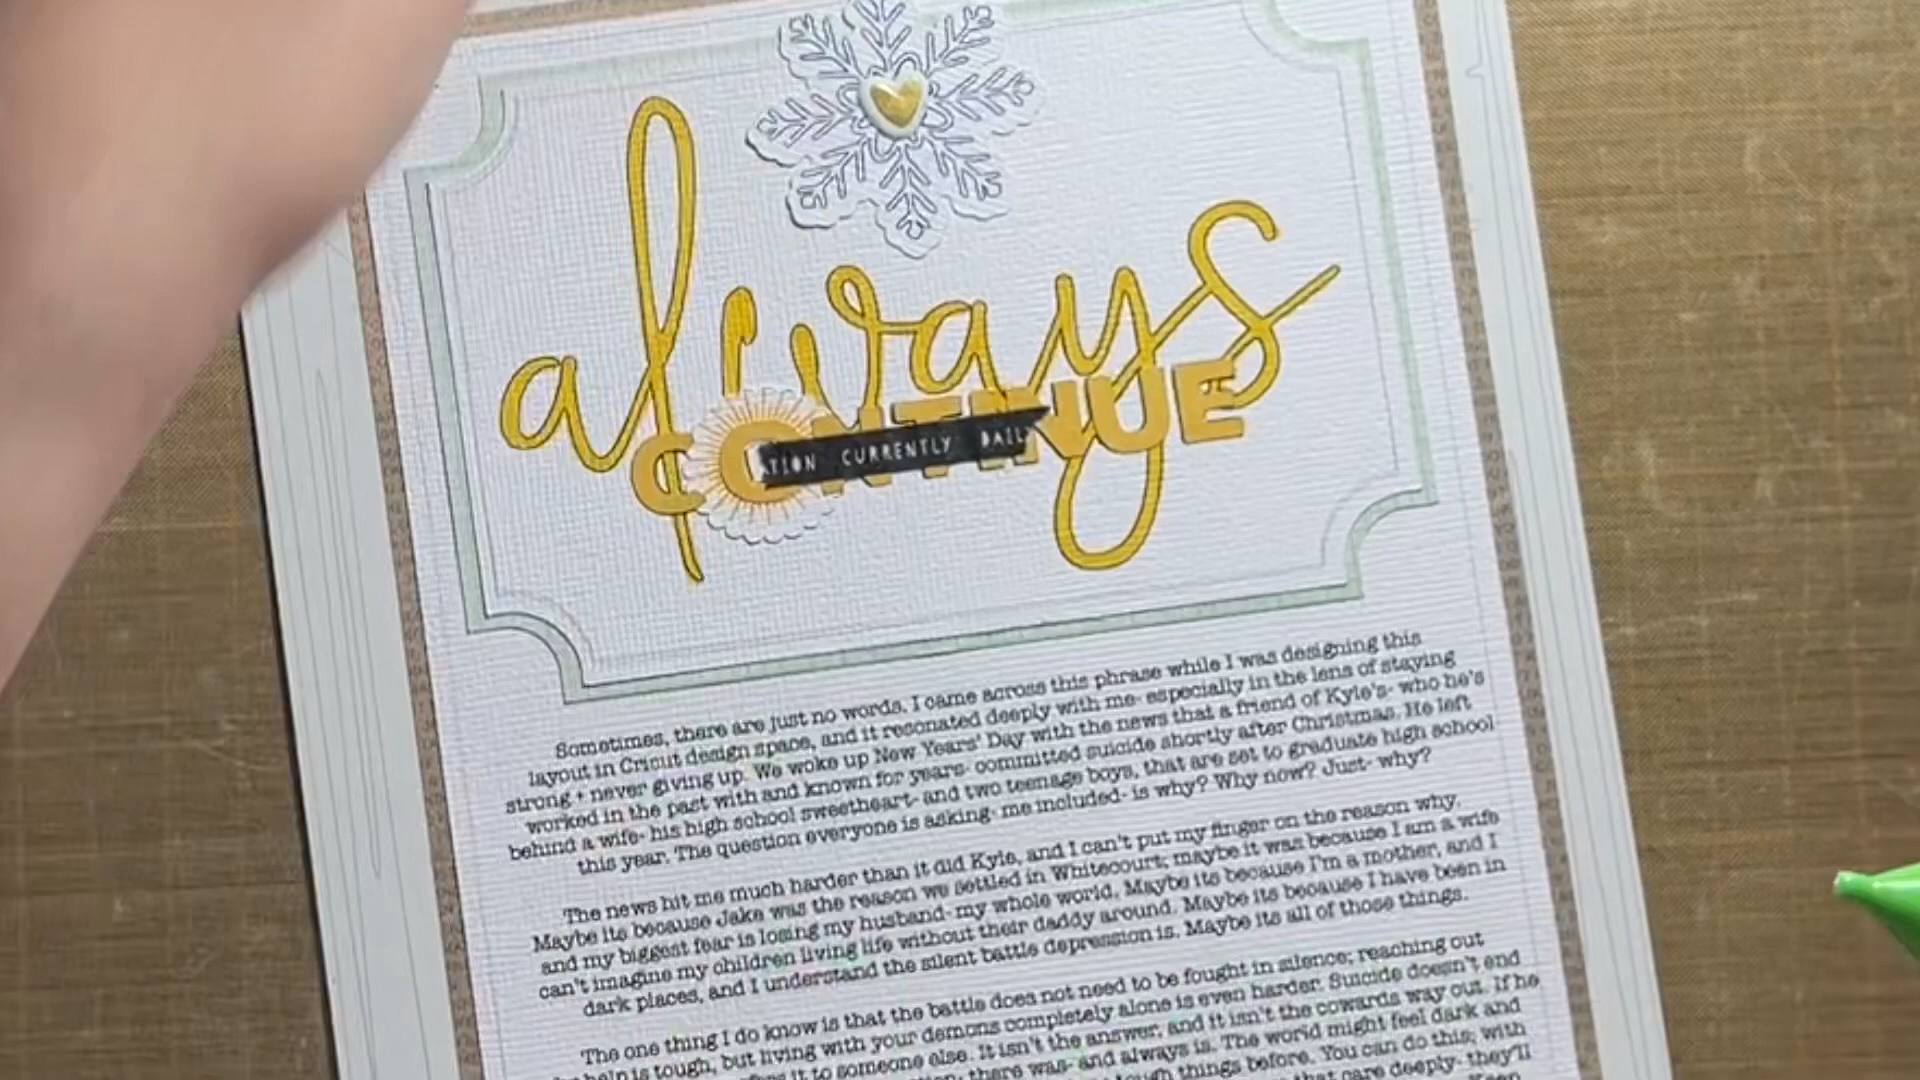 always
CONTINUE
ATION CURRENTLY DAIL
Sometimes, there are just no words. I came across this phrase while I was designing this
layout in Cricut design space, and it resonated deeply with me- especially in the lens of staying
strong + never giving up. We woke up New Years' Day with the news that a friend of Kyle's- who he's
worked in the past with and known for years- committed suicide shortly after Christmas. He left
behind a wife- his high school sweetheart- and two teenage boys, that are set to graduate high school
this year. The question everyone is asking- me included- is why? Why now? Just- why?
The news hit me much harder than it did Kyle, and I can't put my finger on the reason why.
Maybe its because Jake was the reason we settled in Whitecourt; maybe it was because I am a wife
and my biggest fear is losing my husband- my whole world. Maybe its because I'm a mother, and I
can't imagine my children living life without their daddy around. Maybe its because I have been in
dark places, and I understand the silent battle depression is. Maybe its all of those things.
The one thing I do know is that the battle does not need to be fought in silence; reaching out
help is tough, but living with your demons completely alone is even harder. Suicide doesn't end
it to someone else. It isn't the answer, and it isn't the cowards way out. If he
there was- and always is. The world might feel dark and
tough things before. You can do this; with
that care deeply- they'll
Keep